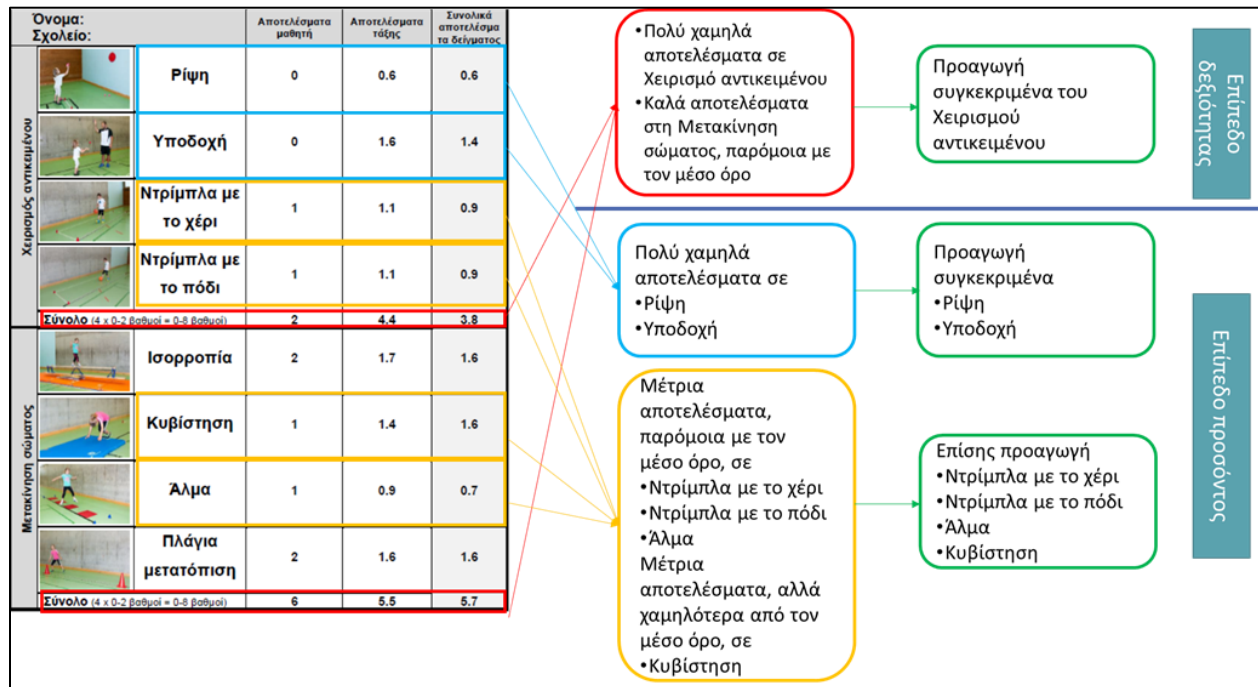 Όνομα:
Σχολείο:
Αποτελέσματα
μαθητή
Αποτελέσματα
τάξης
Συνολικά
αποτελέσμα
τα δείγματος
Χειρισμός αντικειμένου
Ρίψη 0 0.6 0.6
Υποδοχή 0 1.6 1.4
Ντρίμπλα με
το χέρι 1 1.1 0.9
Ντρίμπλα με
το πόδι 1 1.1 0.9
Σύνολο (4 x 0-2 βαθμοί = 0-8 βαθμοί) 2 4.4 3.8
Μετακίνηση σώματος
Ισορροπία 2 1.7 1.6
Κυβίστηση 1 1.4 1.6
Άλμα 1 0.9 0.7
Πλάγια
μετατόπιση 2 1.6 1.6
Σύνολο (4 x 0-2 βαθμοί = 0-8 βαθμοί) 6 5.5 5.7
•Πολύ χαμηλά
αποτελέσματα σε
Χειρισμό αντικειμένου
•Καλά αποτελέσματα
στη Μετακίνηση
σώματος, παρόμοια με
τον μέσο όρο
Προαγωγή
συγκεκριμένα του
Χειρισμού
αντικειμένου
Επίπεδο
δεξιότητας
Πολύ χαμηλά
αποτελέσματα σε
•Ρίψη
•Υποδοχή
Προαγωγή
συγκεκριμένα
•Ρίψη
•Υποδοχή
Μέτρια
αποτελέσματα,
παρόμοια με τον
μέσο όρο, σε
•Ντρίμπλα με το χέρι
•Ντρίμπλα με το πόδι
•Άλμα
Μέτρια
αποτελέσματα, αλλά
χαμηλότερα από τον
μέσο όρο, σε
•Κυβίστηση
Επίσης προαγωγή
•Ντρίμπλα με το χέρι
•Ντρίμπλα με το πόδι
•Άλμα
•Κυβίστηση
Επίπεδο προσόντος